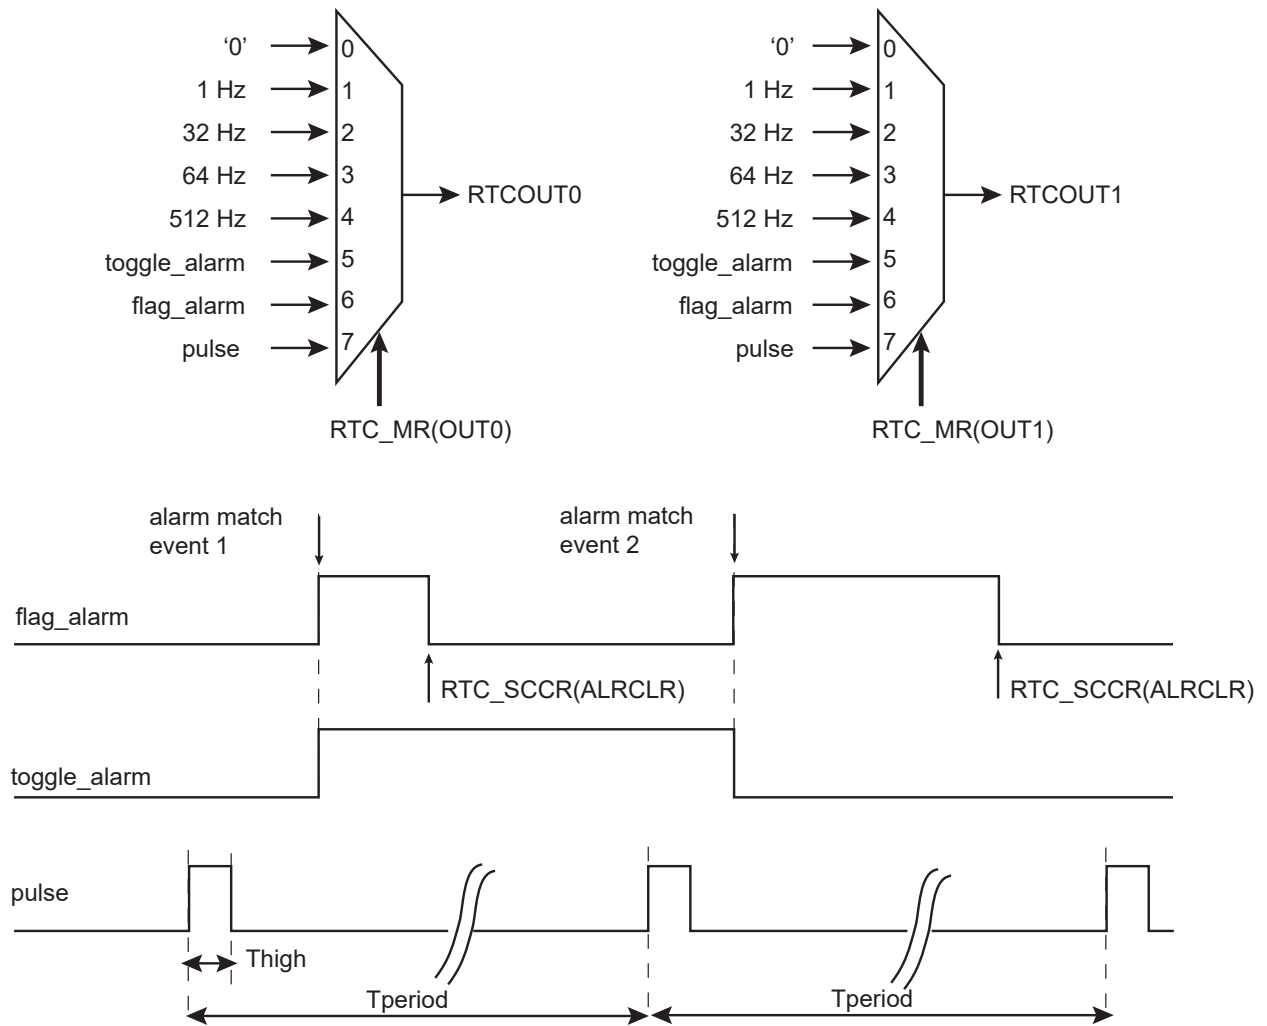 ‘0’
0
1 Hz
1
32 Hz
2
64 Hz
3
512 Hz
4
toggle_alarm
5
flag_alarm
6
pulse
7
RTCOUT0
RTC_MR(OUT0)
‘0’
0
1 Hz
1
32 Hz
2
64 Hz
3
512 Hz
4
toggle_alarm
5
flag_alarm
6
pulse
7
RTCOUT1
RTC_MR(OUT1)
alarm match
event 1
alarm match
event 2
flag_alarm
RTC_SCCR(ALRCLR)
RTC_SCCR(ALRCLR)
toggle_alarm
pulse
Thigh
Tperiod
Tperiod